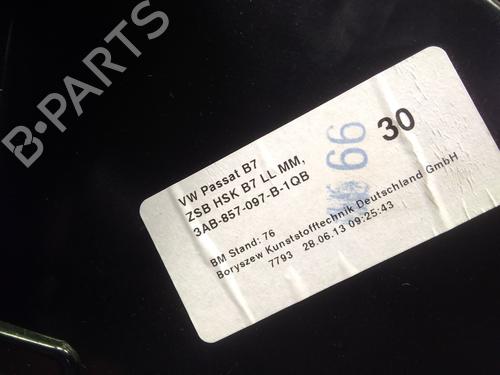 B-PARTS
VW Passat B7
ZSB HSK B7 LL MM,
3AB-857-097-B-1QB
30
66
BM Stand: 76
Boryszew Kunststofftechnik Deutschland GmbH
7793 28.06.13 09:25:43